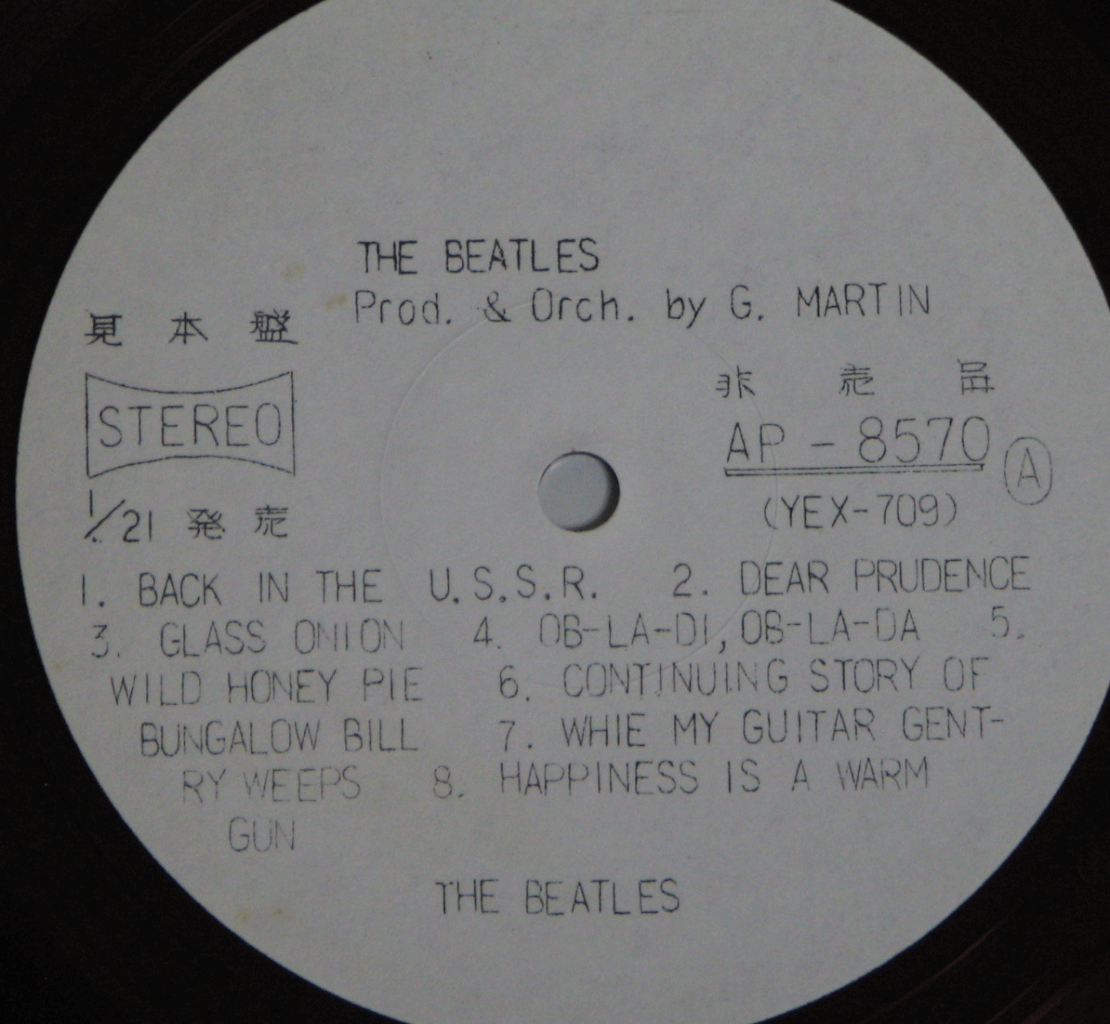 THE BEATLES
Prod. & Orch. by G. MARTIN
見本盤
STEREO
1/21 発売
非売品
AP-8570 Ⓐ
(YEX-709)
1. BACK IN THE U.S.S.R. 2. DEAR PRUDENCE
3. GLASS ONION 4. OB-LA-DI, OB-LA-DA 5.
WILD HONEY PIE 6. CONTINUING STORY OF
BUNGALOW BILL 7. WHIE MY GUITAR GENT-
RY WEEPS 8. HAPPINESS IS A WARM
GUN
THE BEATLES